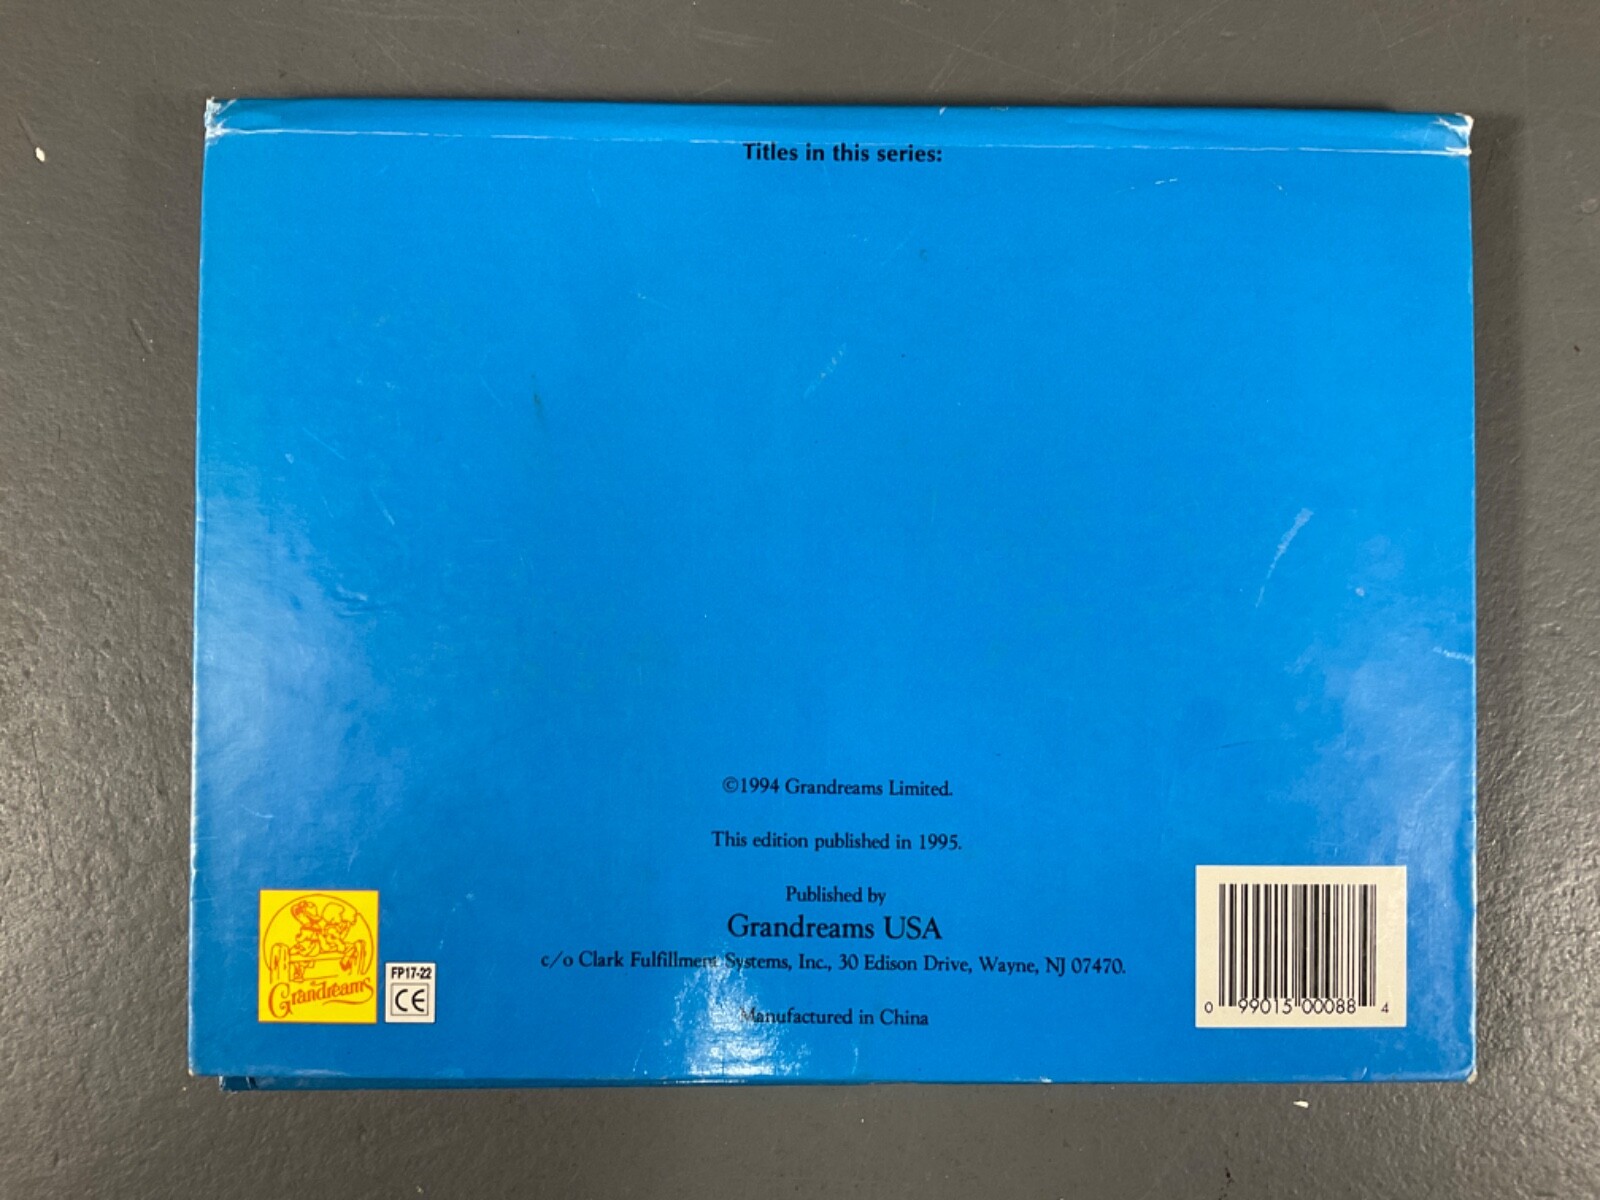 Titles in this series:
©1994 Grandreams Limited.
This edition published in 1995.
Published by
Grandreams USA
c/o Clark Fulfillment Systems, Inc., 30 Edison Drive, Wayne, NJ 07470.
Manufactured in China
Grandreams
FP17-22
CE
0 99015 00088 4